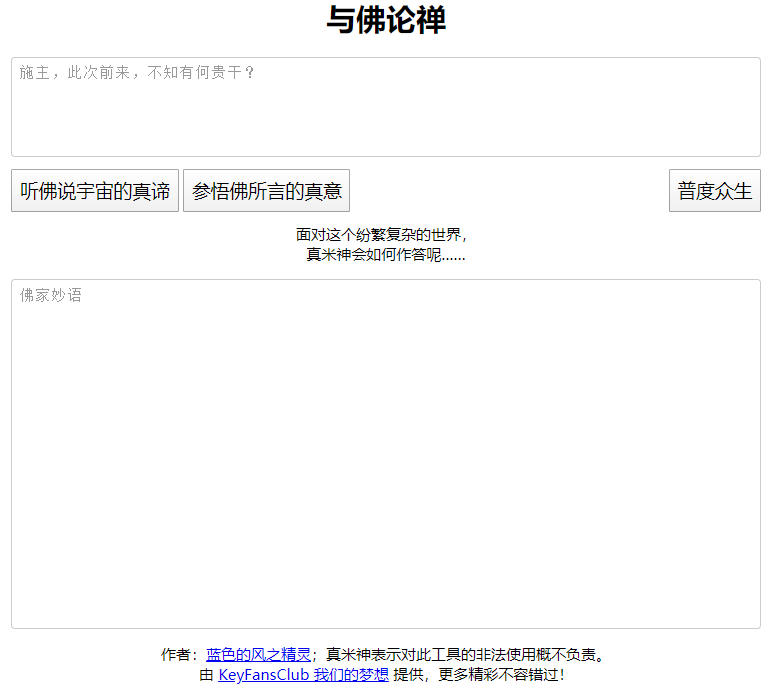 与佛论禅
施主，此次前来，不知有何贵干？
听佛说宇宙的真谛 参悟佛所言的真意 普度众生
面对这个纷繁复杂的世界，
真米神会如何作答呢……
佛家妙语
作者：蓝色的风之精灵；真米神表示对此工具的非法使用概不负责。
由 KeyFansClub 我们的梦想 提供，更多精彩不容错过！